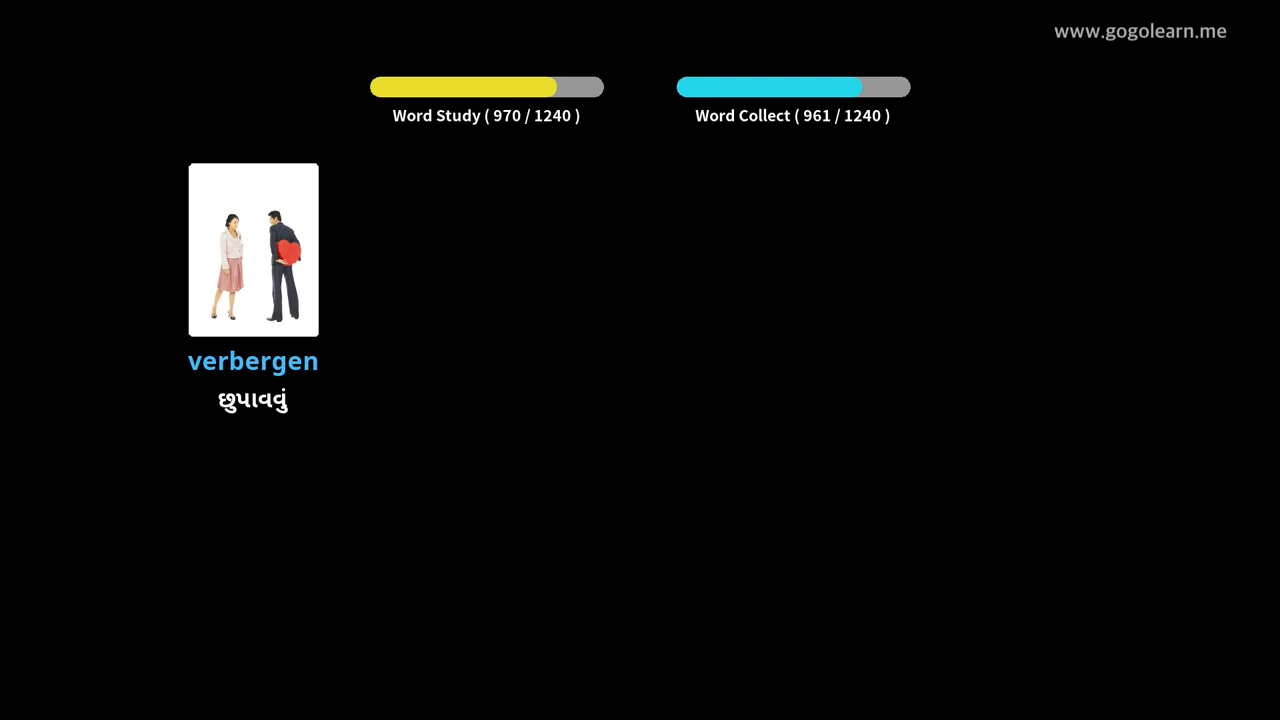 www.gogolearn.me
Word Study ( 970 / 1240 )
Word Collect ( 961 / 1240 )
verbergen
છુપાવવું